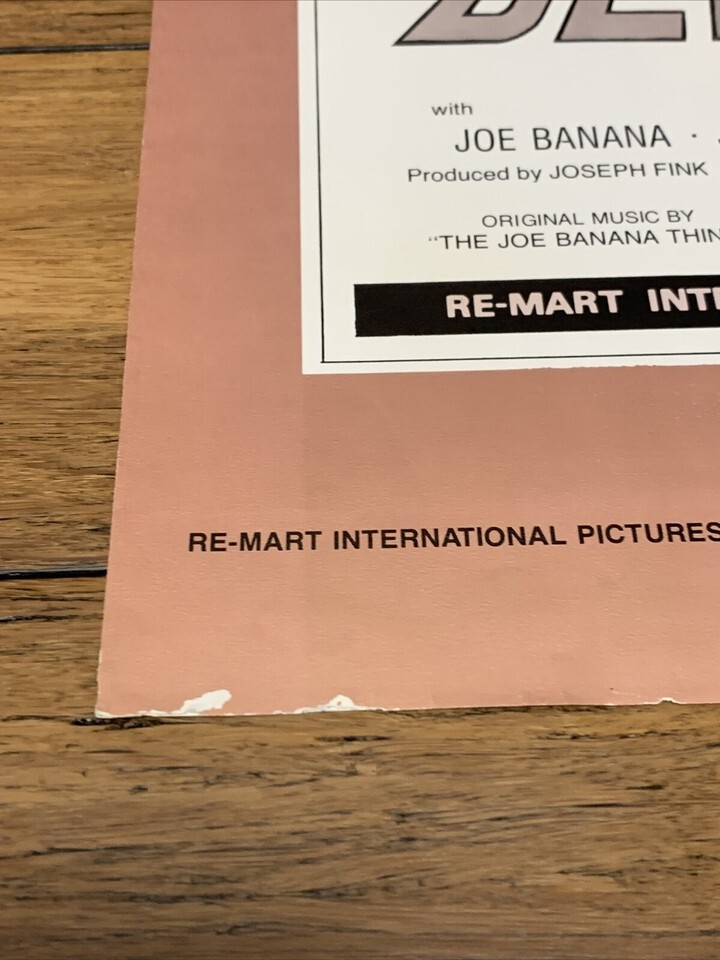 with
JOE BANANA ·
Produced by JOSEPH FINK
ORIGINAL MUSIC BY
"THE JOE BANANA THIN
RE-MART INT
RE-MART INTERNATIONAL PICTURES